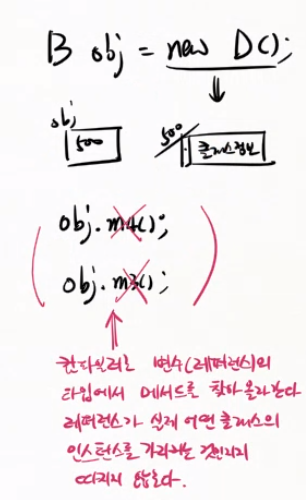 B obj = new D();
obj
500
500
클래스정보
obj.m4();
obj.m3();
컴파일러는 변수(레퍼런스)의
타입에서 메서드를 찾아 올라간다
레퍼런스가 실제 어떤 클래스의
인스턴스를 가리키는 것인지
따지지 않는다.